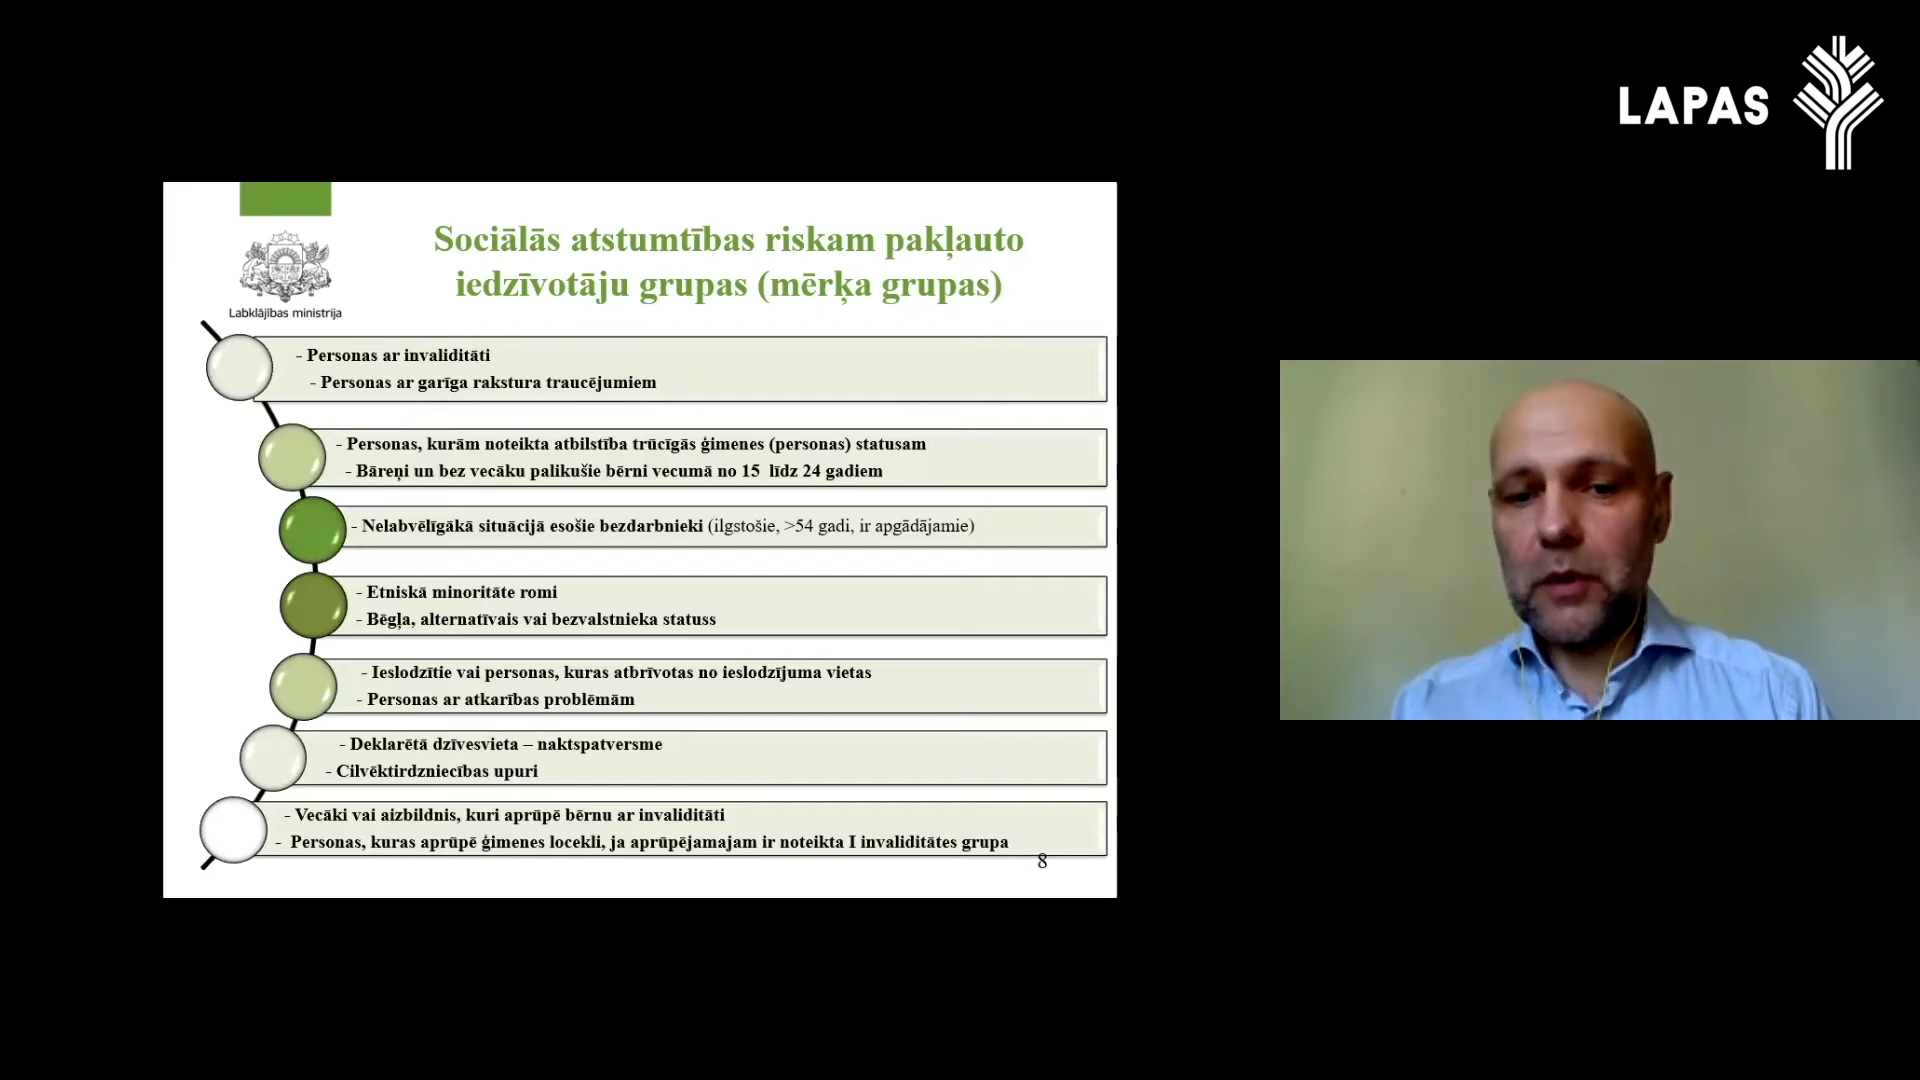 LAPAS
Sociālās atstumtības riskam pakļauto
iedzīvotāju grupas (mērķa grupas)
Labklājības ministrija
- Personas ar invaliditāti
- Personas ar garīga rakstura traucējumiem
- Personas, kurām noteikta atbilstība trūcīgās ģimenes (personas) statusam
- Bāreņi un bez vecāku palikušie bērni vecumā no 15 līdz 24 gadiem
- Nelabvēlīgākā situācijā esošie bezdarbnieki (ilgstošie, >54 gadi, ir apgādājamie)
- Etniskā minoritāte romi
- Bēgļa, alternatīvais vai bezvalstnieka statuss
- Ieslodzītie vai personas, kuras atbrīvotas no ieslodzījuma vietas
- Personas ar atkarības problēmām
- Deklarētā dzīvesvieta – naktspatversme
- Cilvēktirdzniecības upuri
- Vecāki vai aizbildnis, kuri aprūpē bērnu ar invaliditāti
- Personas, kuras aprūpē ģimenes locekli, ja aprūpējamajam ir noteikta I invaliditātes grupa
8